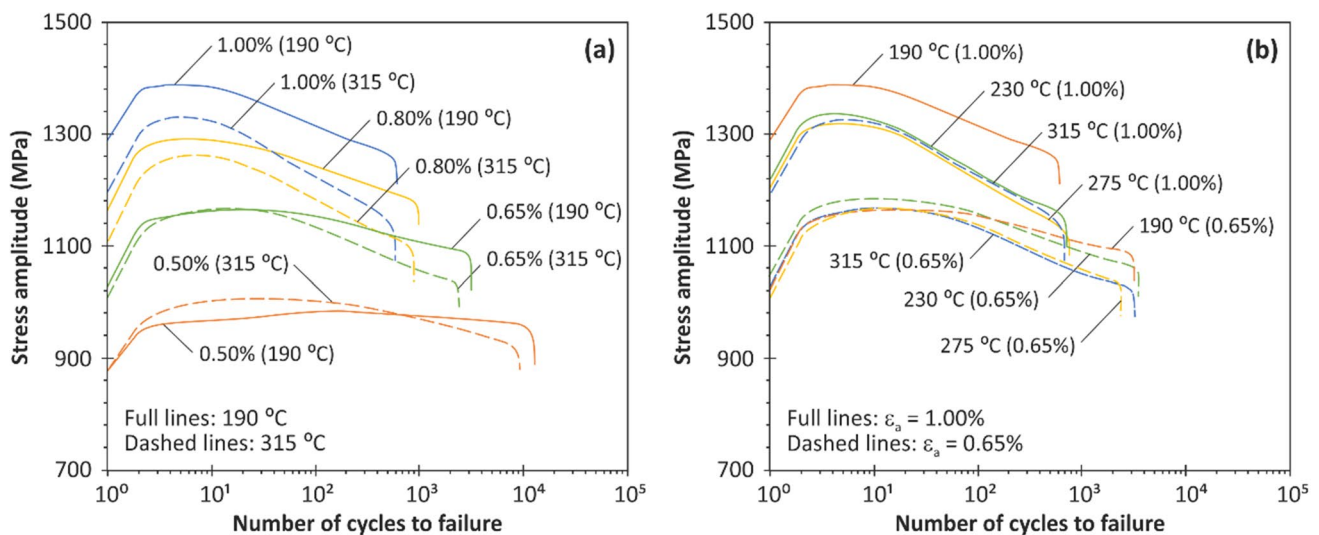 (a)
1500
1300
1100
900
700
Stress amplitude (MPa)
1.00% (190 °C)
1.00% (315 °C)
0.80% (190 °C)
0.80% (315 °C)
0.65% (190 °C)
0.65% (315 °C)
0.50% (315 °C)
0.50% (190 °C)
Full lines: 190 °C
Dashed lines: 315 °C
10⁰
10¹
10²
10³
10⁴
10⁵
Number of cycles to failure
(b)
1500
1300
1100
900
700
Stress amplitude (MPa)
190 °C (1.00%)
230 °C (1.00%)
315 °C (1.00%)
275 °C (1.00%)
190 °C (0.65%)
315 °C (0.65%)
230 °C (0.65%)
275 °C (0.65%)
Full lines: εₐ = 1.00%
Dashed lines: εₐ = 0.65%
10⁰
10¹
10²
10³
10⁴
10⁵
Number of cycles to failure